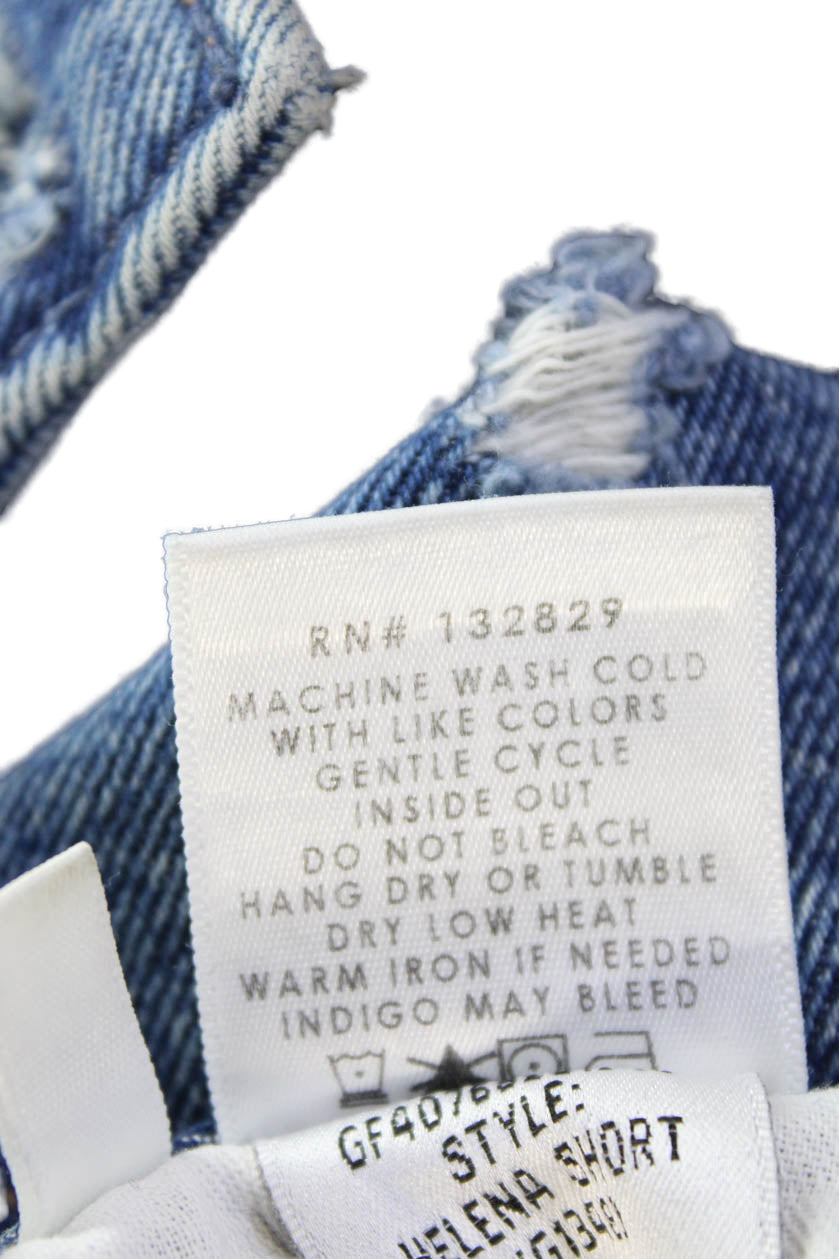 RN# 132829
MACHINE WASH COLD
WITH LIKE COLORS
GENTLE CYCLE
INSIDE OUT
DO NOT BLEACH
HANG DRY OR TUMBLE
DRY LOW HEAT
WARM IRON IF NEEDED
INDIGO MAY BLEED
STYLE:
HELENA SHORT